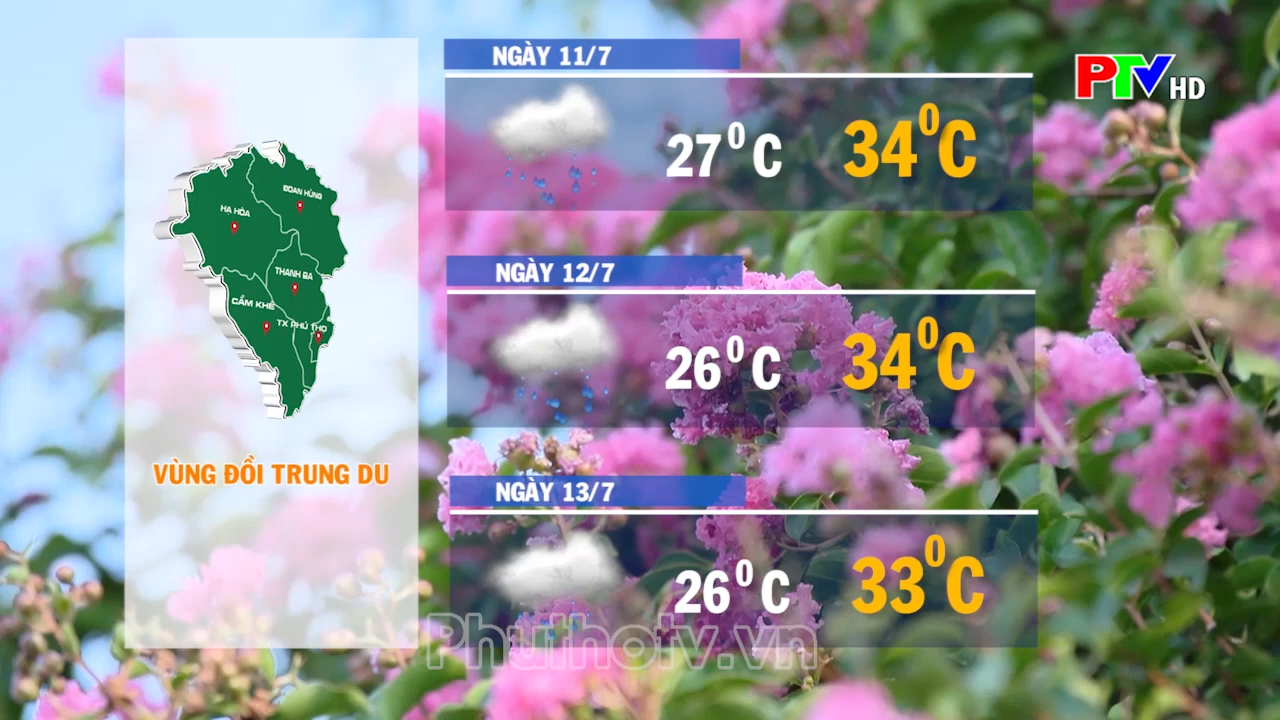 PTV HD
NGÀY 11/7
27⁰C 34⁰C
HẠ HÒA
ĐOAN HÙNG
THANH BA
CẨM KHÊ
TX PHÚ THỌ
VÙNG ĐỒI TRUNG DU
NGÀY 12/7
26⁰C 34⁰C
NGÀY 13/7
26⁰C 33⁰C
Phuthotv.vn